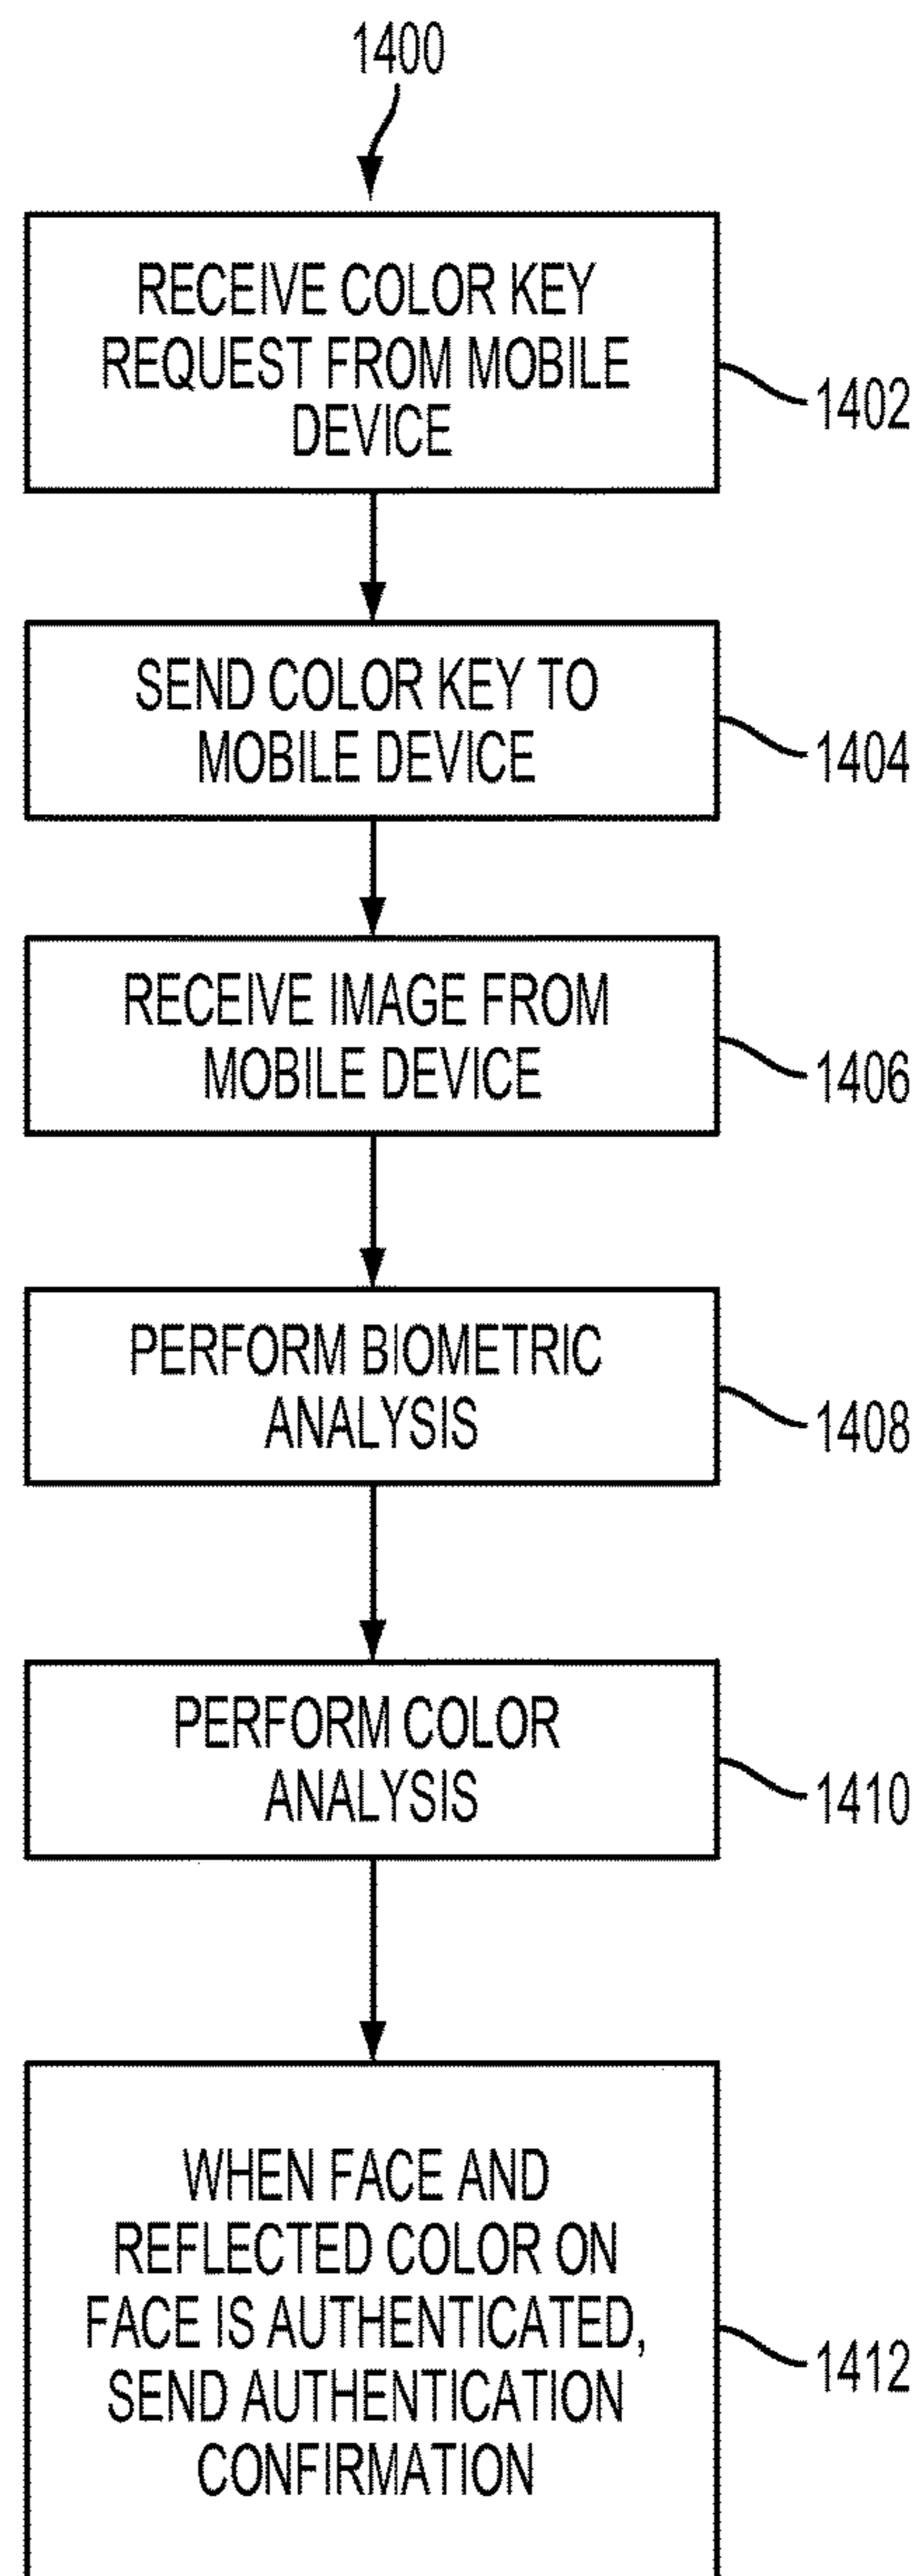 1400
RECEIVE COLOR KEY
REQUEST FROM MOBILE
DEVICE
1402
SEND COLOR KEY TO
MOBILE DEVICE
1404
RECEIVE IMAGE FROM
MOBILE DEVICE
1406
PERFORM BIOMETRIC
ANALYSIS
1408
PERFORM COLOR
ANALYSIS
1410
WHEN FACE AND
REFLECTED COLOR ON
FACE IS AUTHENTICATED,
SEND AUTHENTICATION
CONFIRMATION
1412